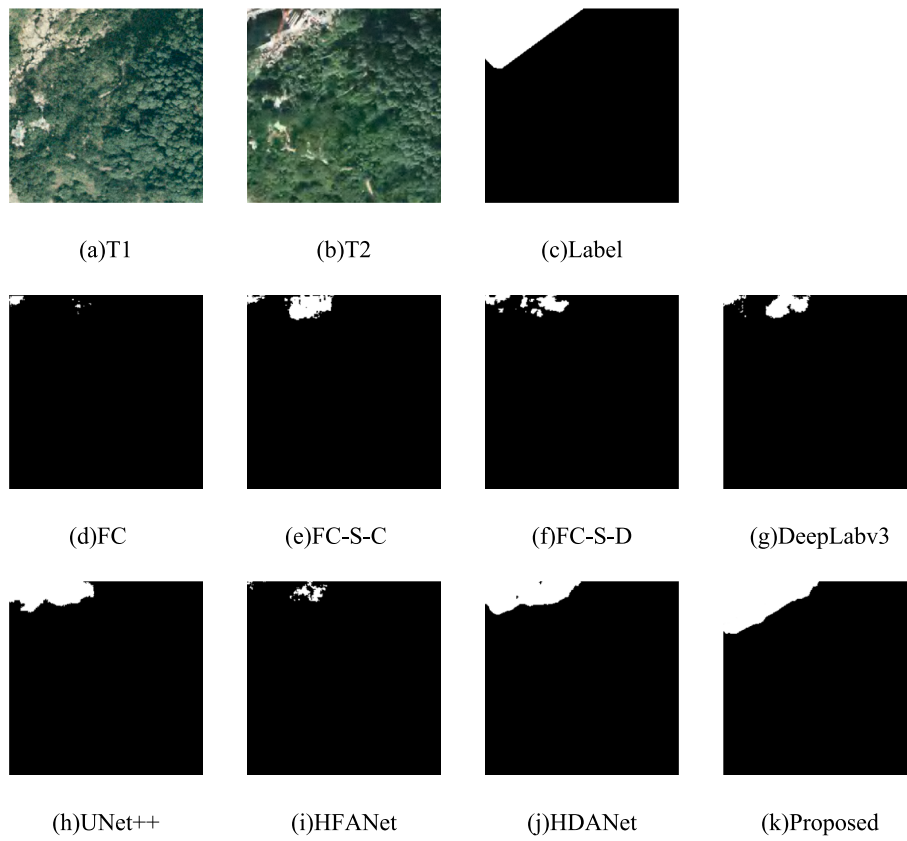 (a)T1
(b)T2
(c)Label
(d)FC
(e)FC-S-C
(f)FC-S-D
(g)DeepLabv3
(h)UNet++
(i)HFANet
(j)HDANet
(k)Proposed